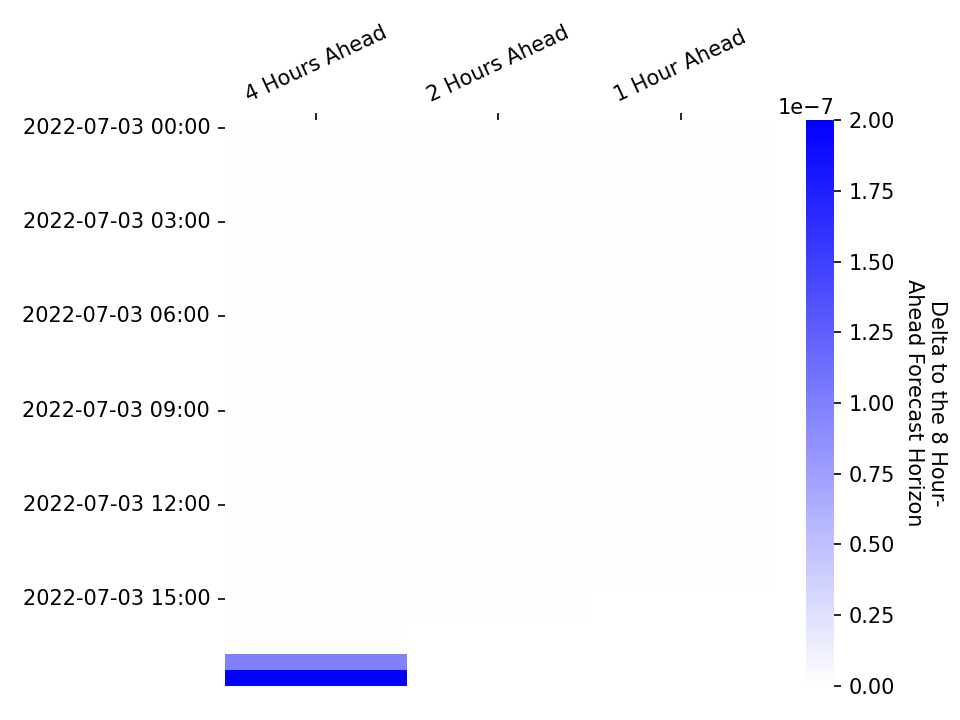 4 Hours Ahead
2 Hours Ahead
1 Hour Ahead
1e−7
2022-07-03 00:00
2022-07-03 03:00
2022-07-03 06:00
2022-07-03 09:00
2022-07-03 12:00
2022-07-03 15:00
2.00
1.75
1.50
1.25
1.00
0.75
0.50
0.25
0.00
Delta to the 8 Hour-
Ahead Forecast Horizon